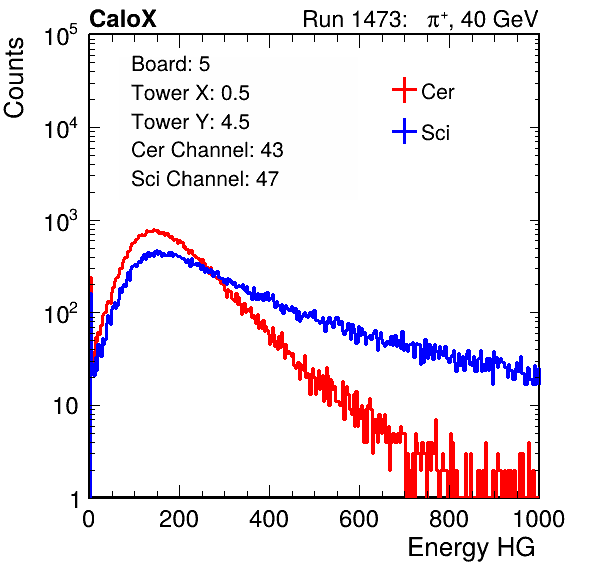 CaloX Run 1473: π⁺, 40 GeV
Board: 5
Tower X: 0.5
Tower Y: 4.5
Cer Channel: 43
Sci Channel: 47
Cer
Sci
Counts
10⁵
10⁴
10³
10²
10
1
0 200 400 600 800 1000
Energy HG